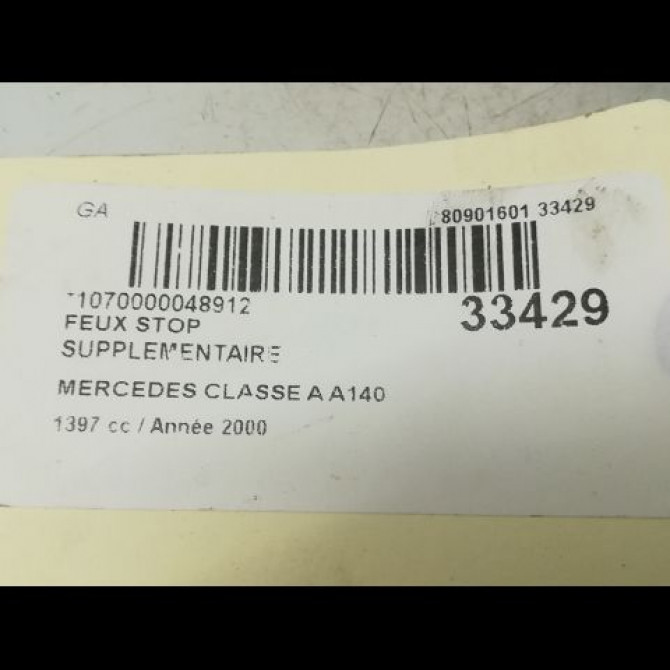 GA
80901601 33429
1070000048912
33429
FEUX STOP
SUPPLEMENTAIRE
MERCEDES CLASSE A A140
1397 cc / Année 2000